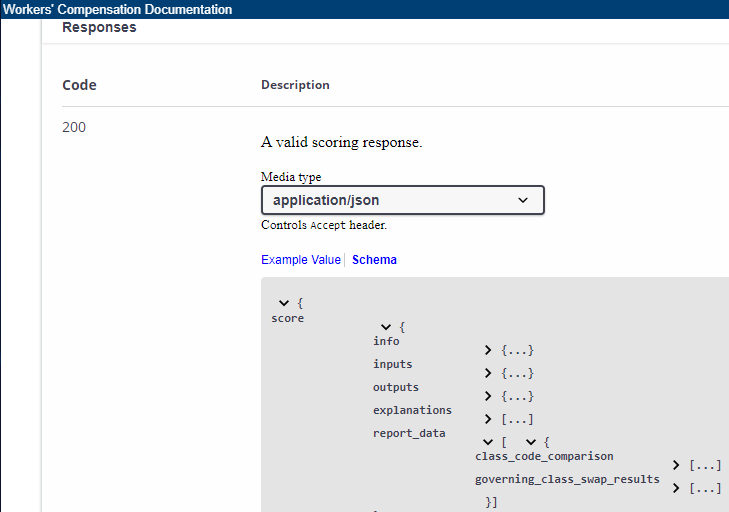 Workers' Compensation Documentation
Responses
Code Description
200
A valid scoring response.
Media type
application/json
Controls Accept header.
Example Value Schema
{
score
{
info
{...}
inputs
{...}
outputs
{...}
explanations
[...]
report_data
[ {
class_code_comparison
[...]
governing_class_swap_results
[...]
}]